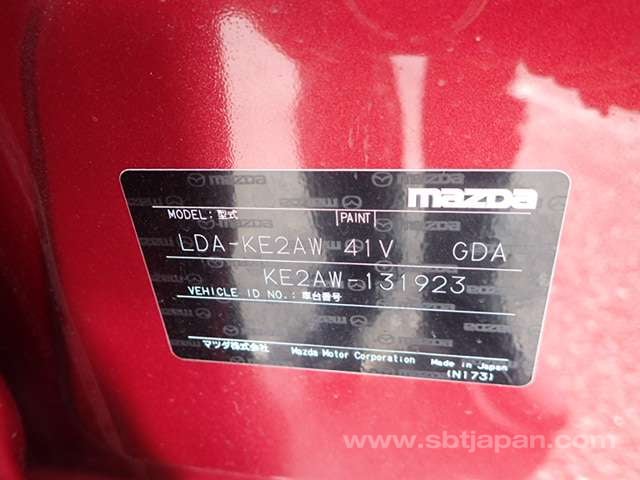 mazda
MODEL: 型式 PAINT
LDA-KE2AW 41V GDA
KE2AW-131923
VEHICLE ID NO.: 車台番号
マツダ株式会社 Mazda Motor Corporation Made in Japan
(N173)
www.sbtjapan.com